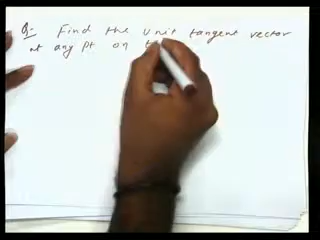 Q- Find the unit tangent vector
at any pt on